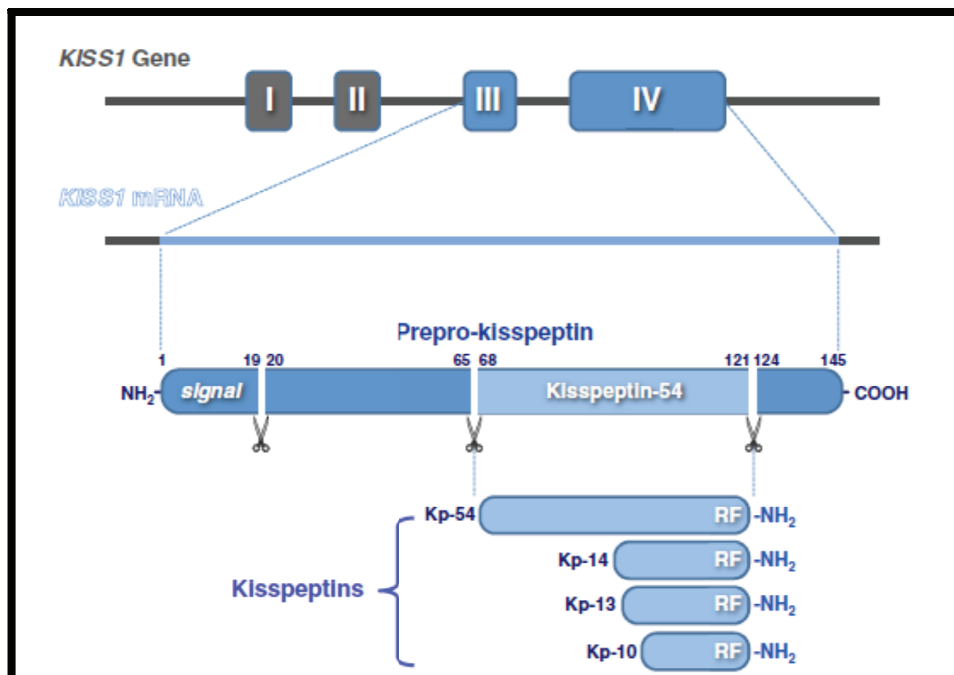 KISS1 Gene
I II III IV
KISS1 mRNA
Prepro-kisspeptin
1 19 20 65 68 121 124 145
NH2- signal Kisspeptin-54 - COOH
Kp-54 RF -NH2
Kp-14 RF -NH2
Kisspeptins
Kp-13 RF -NH2
Kp-10 RF -NH2